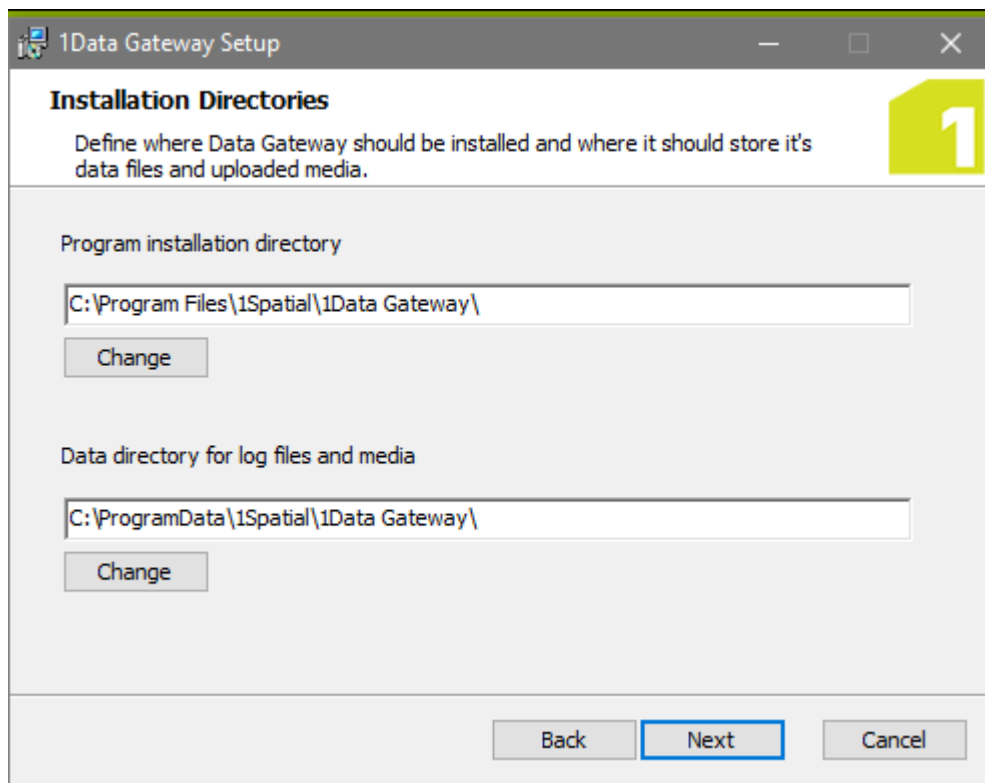 1Data Gateway Setup
Installation Directories
1
Define where Data Gateway should be installed and where it should store it's
data files and uploaded media.
Program installation directory
C:\Program Files\1Spatial\1Data Gateway\
Change
Data directory for log files and media
C:\ProgramData\1Spatial\1Data Gateway\
Change
Back Next Cancel